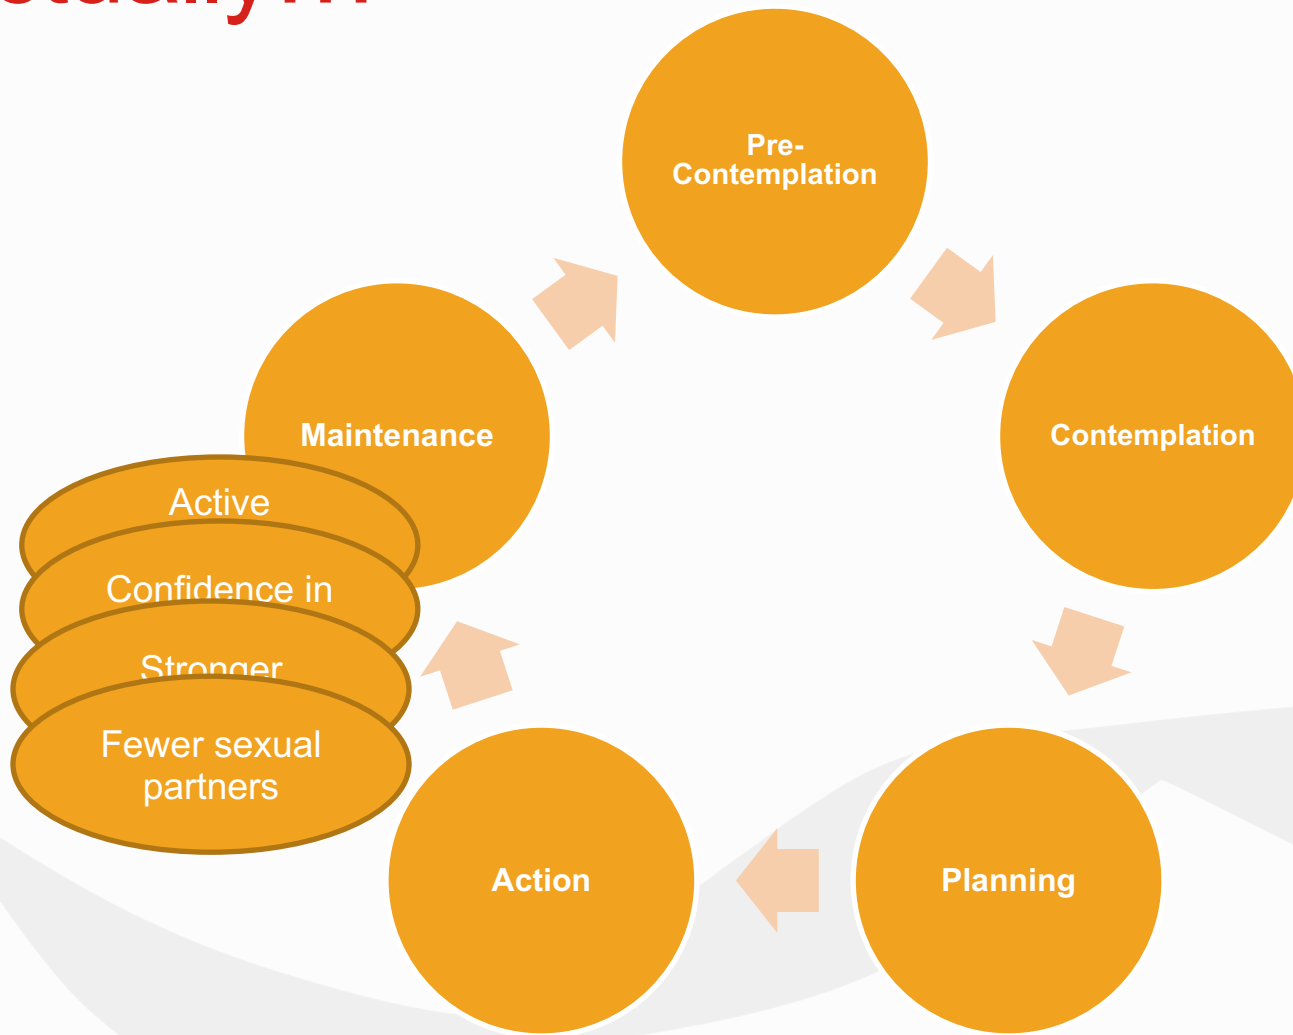 Pre-
Contemplation
Maintenance
Contemplation
Active
Confidence in
Stronger
Fewer sexual
partners
Action
Planning